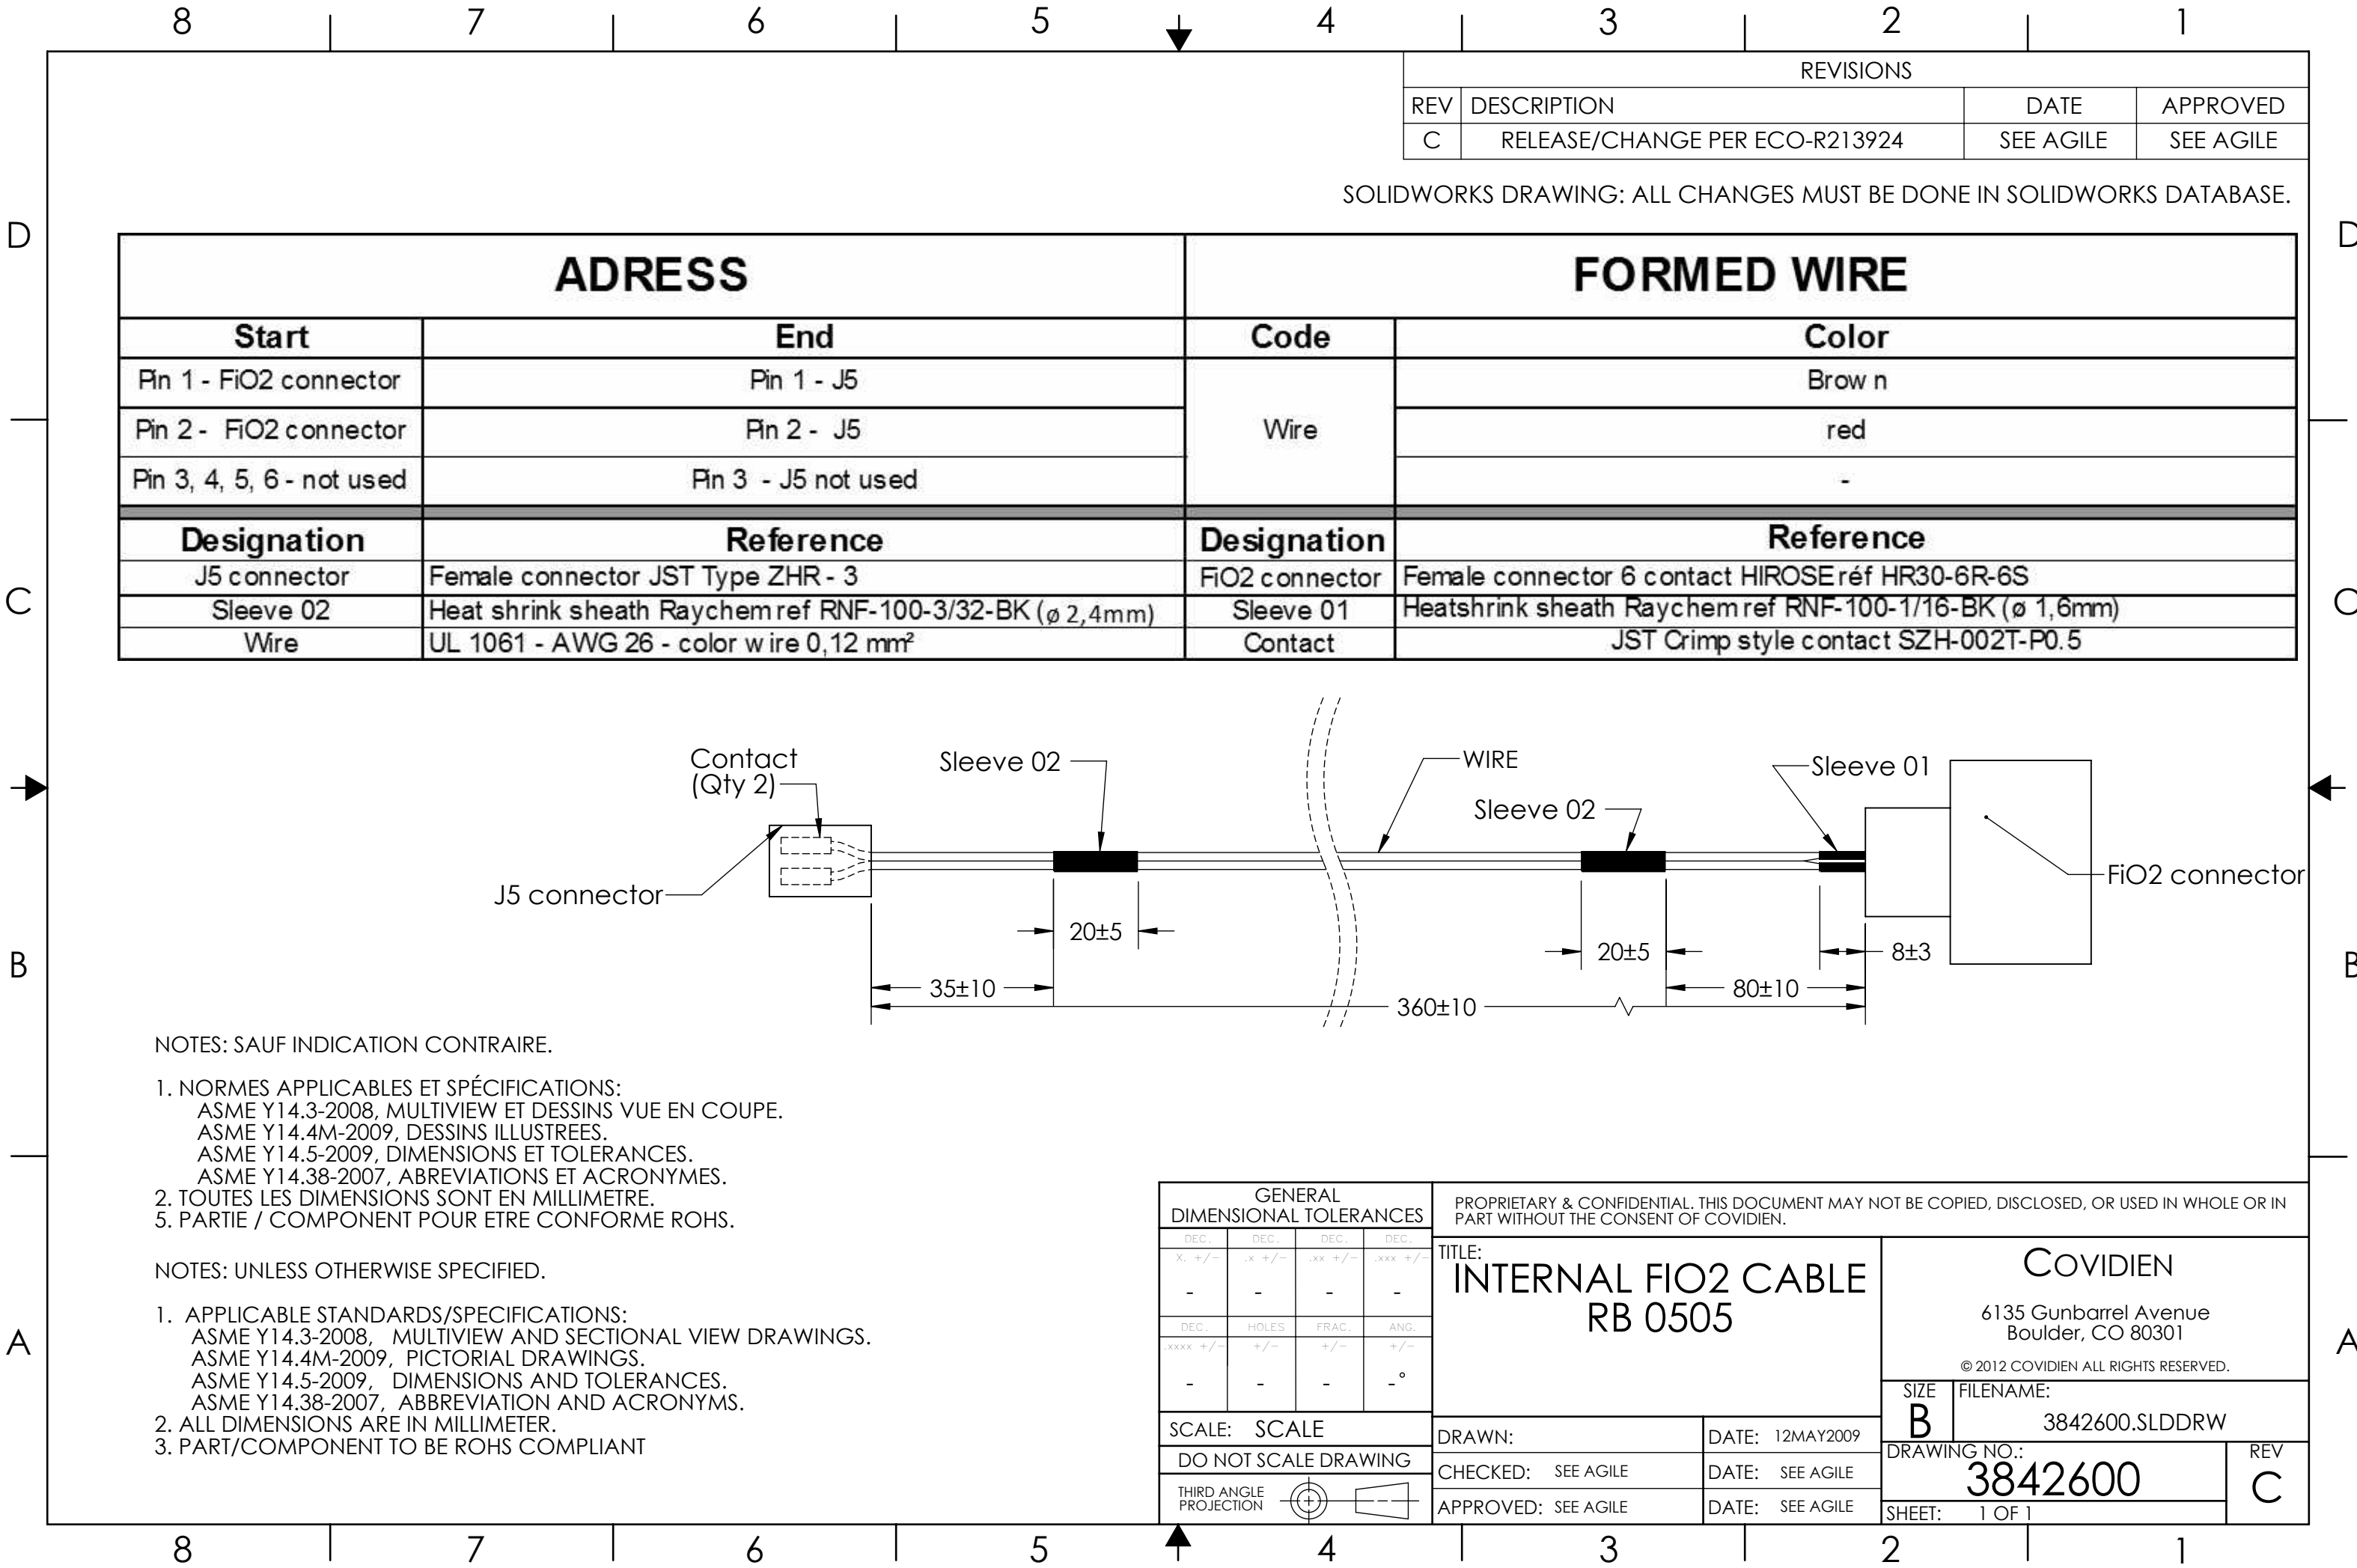 8 7 6 5 4 3 2 1
REVISIONS
REV DESCRIPTION DATE APPROVED
C RELEASE/CHANGE PER ECO-R213924 SEE AGILE SEE AGILE
SOLIDWORKS DRAWING: ALL CHANGES MUST BE DONE IN SOLIDWORKS DATABASE.
D D
ADRESS FORMED WIRE
Start End Code Color
Pin 1 - FiO2 connector Pin 1 - J5 Brow n
Pin 2 - FiO2 connector Pin 2 - J5 Wire red
Pin 3, 4, 5, 6 - not used Pin 3 - J5 not used -
Designation Reference Designation Reference
J5 connector Female connector JST Type ZHR - 3 FiO2 connector Female connector 6 contact HIROSE réf HR30-6R-6S
C C
Sleeve 02 Heat shrink sheath Raychem ref RNF-100-3/32-BK (ø 2,4mm) Sleeve 01 Heatshrink sheath Raychem ref RNF-100-1/16-BK (ø 1,6mm)
Wire UL 1061 - AWG 26 - color w ire 0,12 mm² Contact JST Crimp style contact SZH-002T-P0.5
Contact
(Qty 2)
Sleeve 02
WIRE
Sleeve 01
Sleeve 02
J5 connector
FiO2 connector
20±5
20±5
8±3
35±10
80±10
360±10
B B
NOTES: SAUF INDICATION CONTRAIRE.
1. NORMES APPLICABLES ET SPÉCIFICATIONS:
ASME Y14.3-2008, MULTIVIEW ET DESSINS VUE EN COUPE.
ASME Y14.4M-2009, DESSINS ILLUSTREES.
ASME Y14.5-2009, DIMENSIONS ET TOLERANCES.
ASME Y14.38-2007, ABREVIATIONS ET ACRONYMES.
2. TOUTES LES DIMENSIONS SONT EN MILLIMETRE.
5. PARTIE / COMPONENT POUR ETRE CONFORME ROHS.
NOTES: UNLESS OTHERWISE SPECIFIED.
1. APPLICABLE STANDARDS/SPECIFICATIONS:
ASME Y14.3-2008, MULTIVIEW AND SECTIONAL VIEW DRAWINGS.
ASME Y14.4M-2009, PICTORIAL DRAWINGS.
ASME Y14.5-2009, DIMENSIONS AND TOLERANCES.
ASME Y14.38-2007, ABBREVIATION AND ACRONYMS.
2. ALL DIMENSIONS ARE IN MILLIMETER.
3. PART/COMPONENT TO BE ROHS COMPLIANT
A A
GENERAL
DIMENSIONAL TOLERANCES
DEC. DEC. DEC. DEC.
X. +/- .x +/- .xx +/- .xxx +/-
- - - -
DEC. HOLES FRAC. ANG.
.xxxx +/- +/- +/- +/-
- - - -°
SCALE: SCALE
DO NOT SCALE DRAWING
THIRD ANGLE
PROJECTION
PROPRIETARY & CONFIDENTIAL. THIS DOCUMENT MAY NOT BE COPIED, DISCLOSED, OR USED IN WHOLE OR IN
PART WITHOUT THE CONSENT OF COVIDIEN.
TITLE:
INTERNAL FIO2 CABLE
RB 0505
COVIDIEN
6135 Gunbarrel Avenue
Boulder, CO 80301
© 2012 COVIDIEN ALL RIGHTS RESERVED.
SIZE
B
FILENAME:
3842600.SLDDRW
DRAWN: DATE: 12MAY2009
CHECKED: SEE AGILE DATE: SEE AGILE
APPROVED: SEE AGILE DATE: SEE AGILE
DRAWING NO.:
3842600
REV
C
SHEET: 1 OF 1
8 7 6 5 4 3 2 1